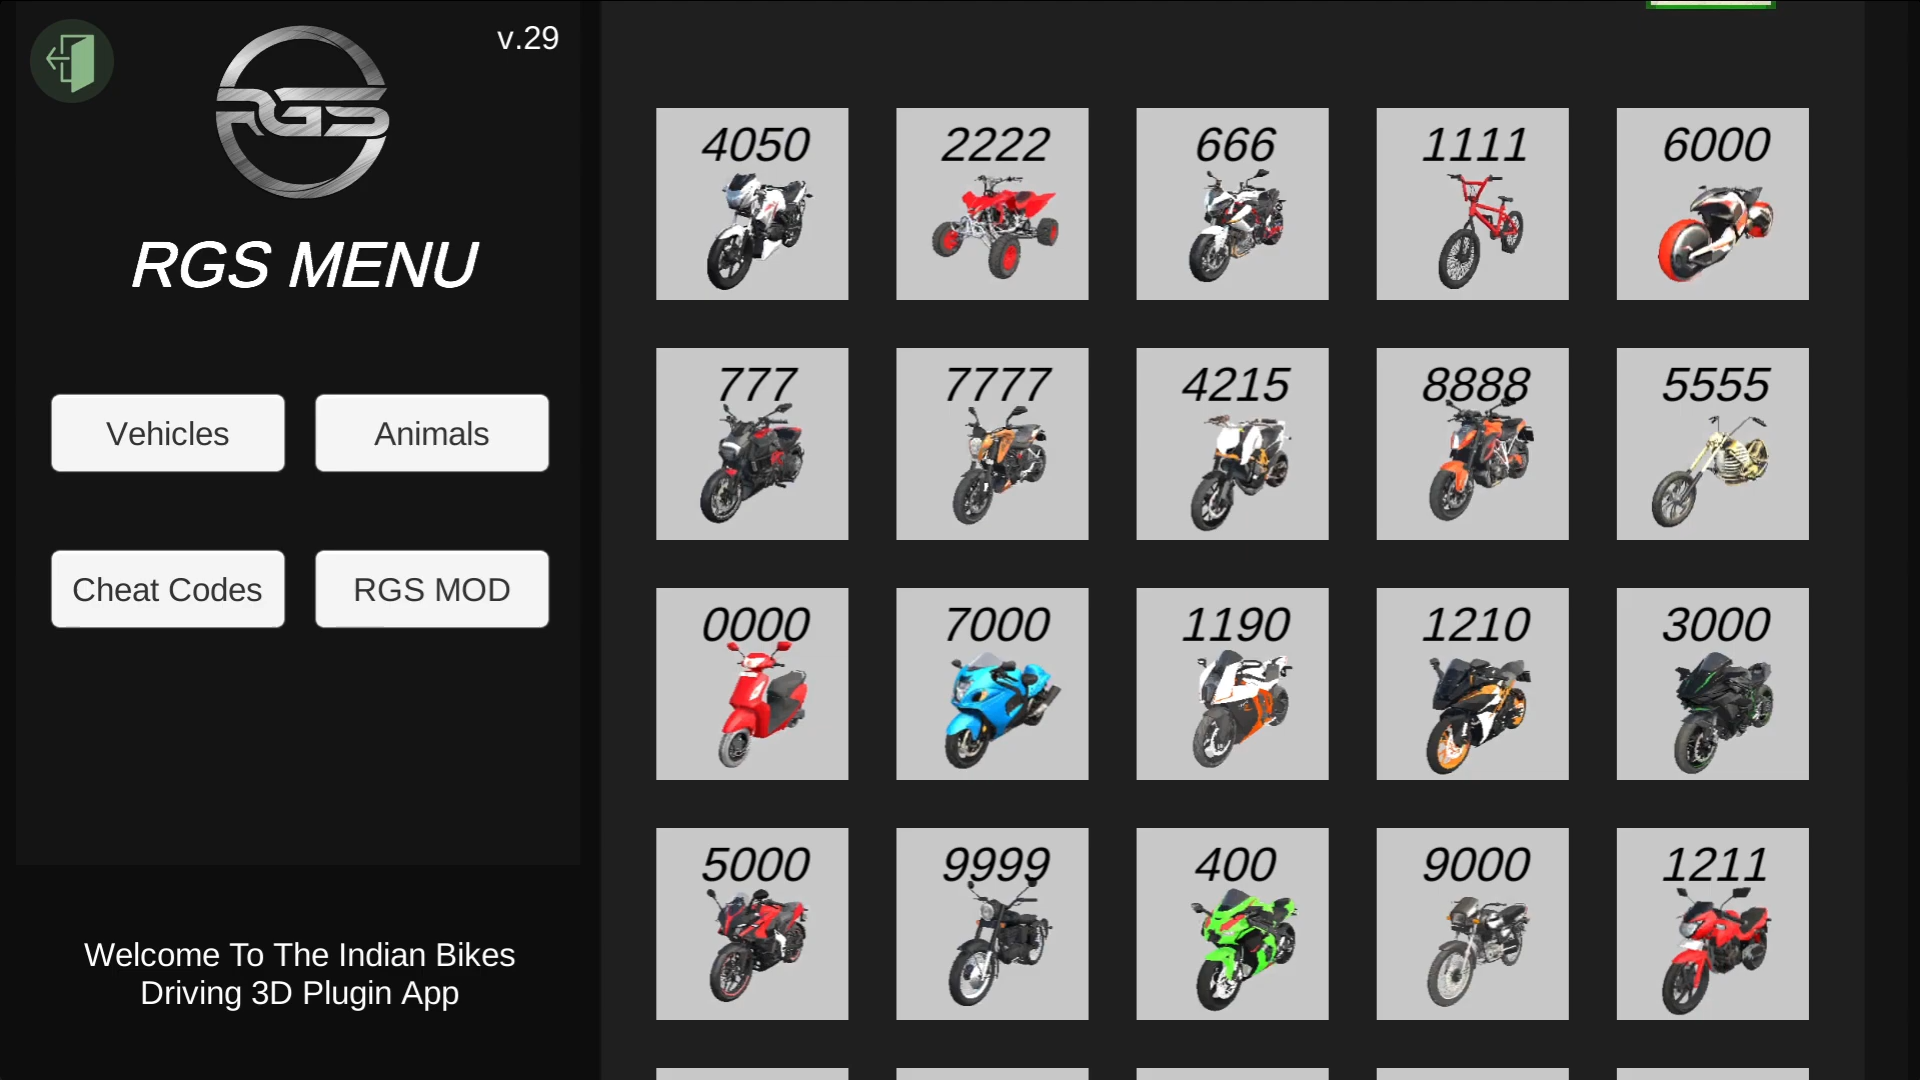 v.29
RGS
RGS MENU
Vehicles
Animals
Cheat Codes
RGS MOD
Welcome To The Indian Bikes
Driving 3D Plugin App
4050
2222
666
1111
6000
777
7777
4215
8888
5555
0000
7000
1190
1210
3000
5000
9999
400
9000
1211